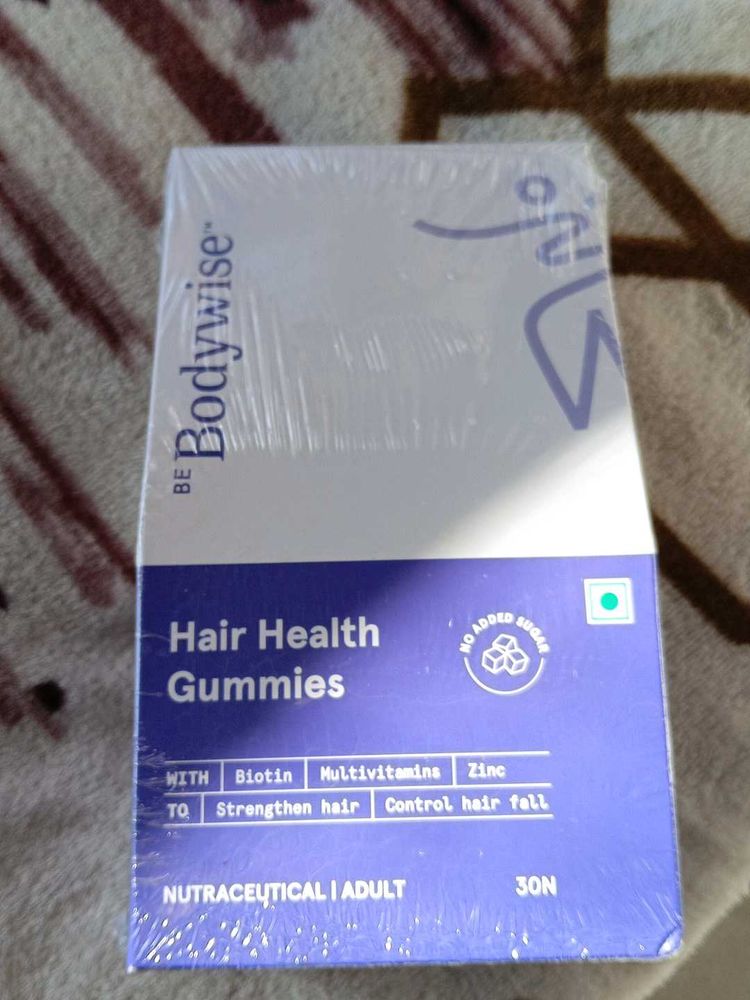 BE Bodywise™
Hair Health
Gummies
NO ADDED SUGAR
WITH Biotin Multivitamins Zinc
TO Strengthen hair Control hair fall
NUTRACEUTICAL | ADULT 30N